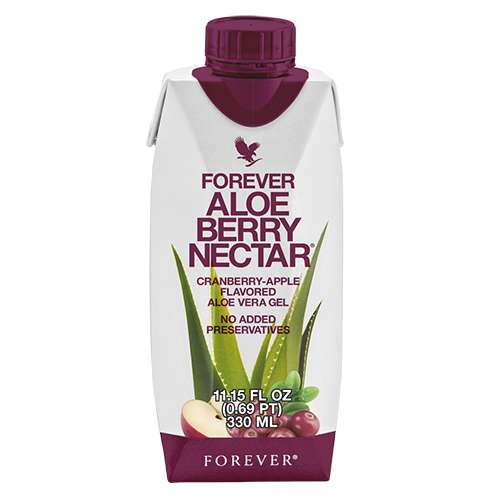 FOREVER
ALOE
BERRY
NECTAR®
CRANBERRY-APPLE
FLAVORED
ALOE VERA GEL
NO ADDED
PRESERVATIVES
11.15 FL OZ
(0.69 PT)
330 ML
FOREVER®